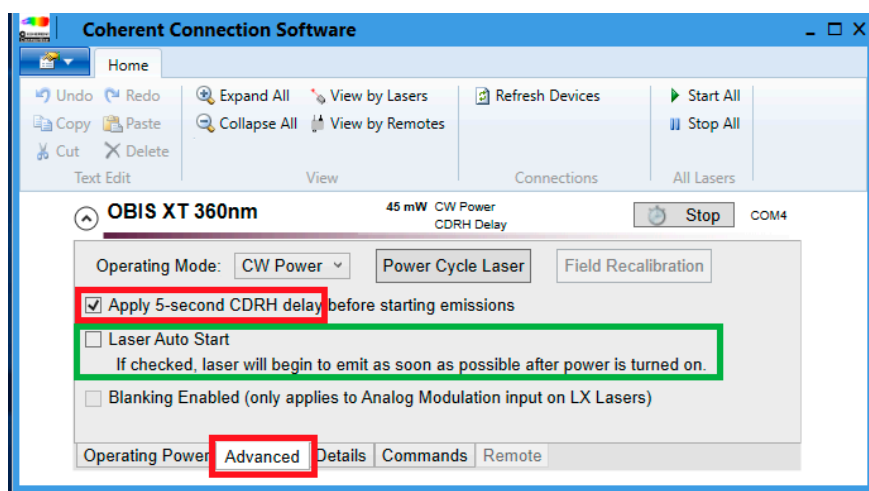 Coherent Connection Software
Home
Undo Redo Expand All View by Lasers Refresh Devices Start All
Copy Paste Collapse All View by Remotes Stop All
Cut Delete
Text Edit View Connections All Lasers
OBIS XT 360nm 45 mW CW Power Stop COM4
CDRH Delay
Operating Mode: CW Power Power Cycle Laser Field Recalibration
Apply 5-second CDRH delay before starting emissions
Laser Auto Start
If checked, laser will begin to emit as soon as possible after power is turned on.
Blanking Enabled (only applies to Analog Modulation input on LX Lasers)
Operating Power Advanced Details Commands Remote